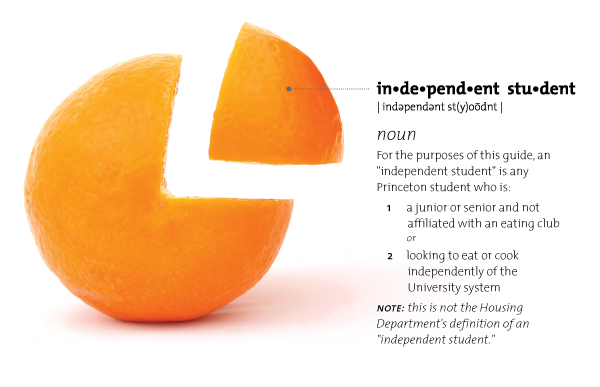 in•de•pend•ent stu•dent
| indəpendənt st(y)o͞odnt |
noun
For the purposes of this guide, an
"independent student" is any
Princeton student who is:
1 a junior or senior and not
affiliated with an eating club
or
2 looking to eat or cook
independently of the
University system
NOTE: this is not the Housing
Department's definition of an
"independent student."